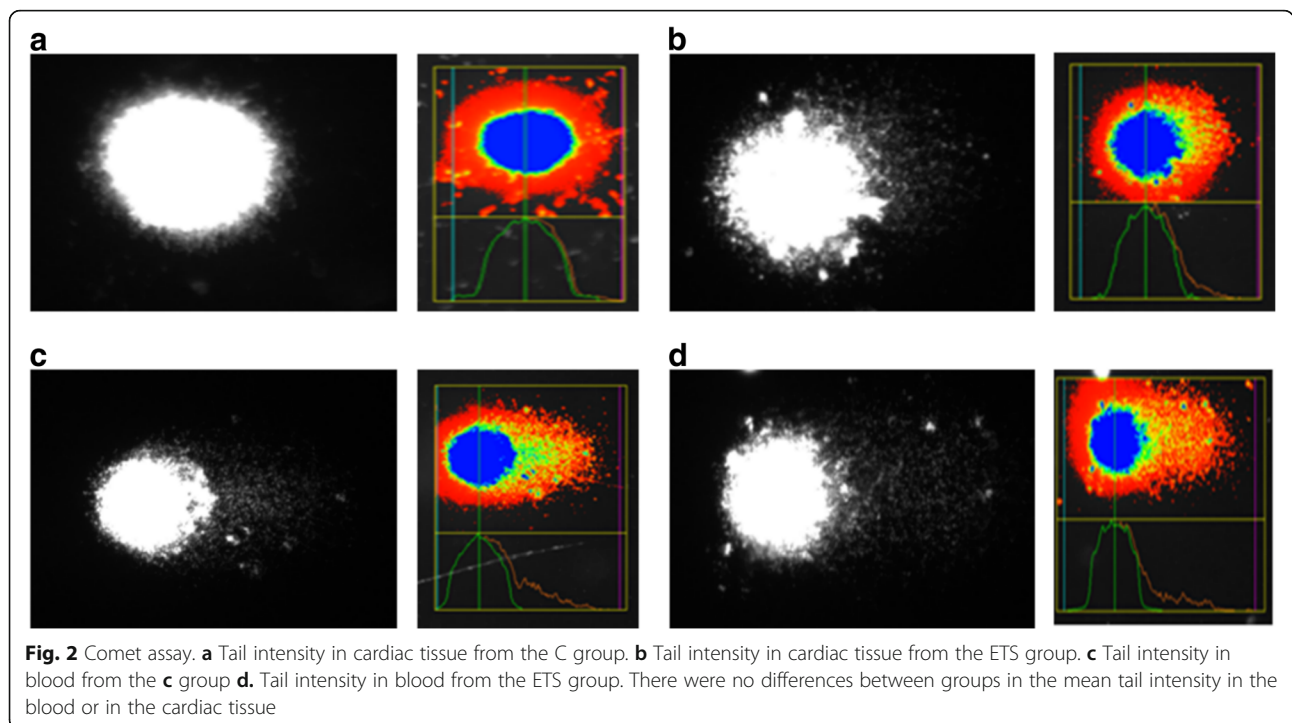 a
b
c
d
Fig. 2 Comet assay. a Tail intensity in cardiac tissue from the C group. b Tail intensity in cardiac tissue from the ETS group. c Tail intensity in
blood from the c group d. Tail intensity in blood from the ETS group. There were no differences between groups in the mean tail intensity in the
blood or in the cardiac tissue